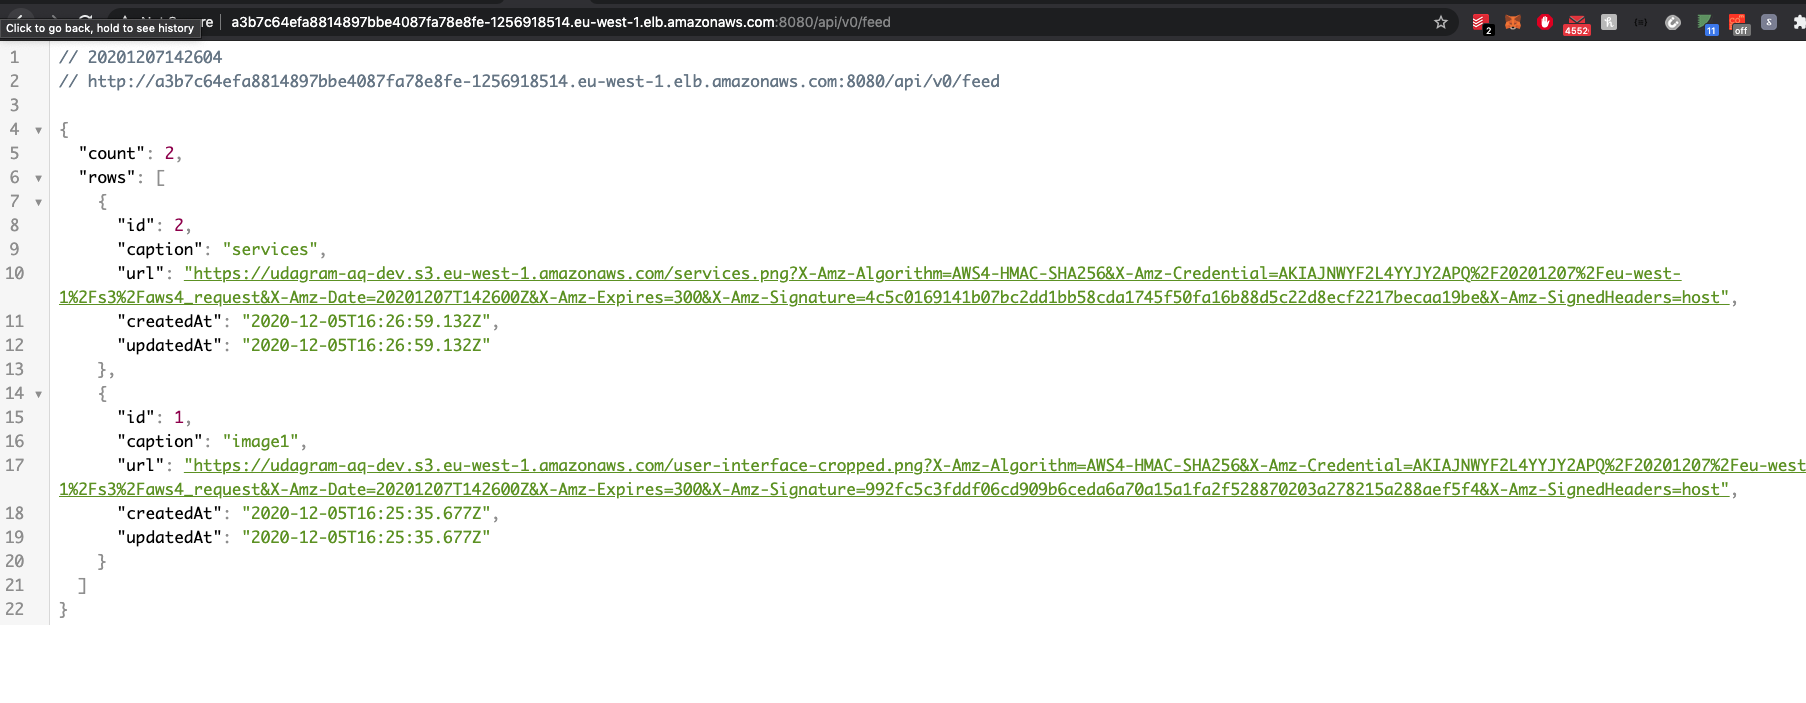 Not Secure a3b7c64efa8814897bbe4087fa78e8fe-1256918514.eu-west-1.elb.amazonaws.com:8080/api/v0/feed
2 4552 11 off
Click to go back, hold to see history
1 // 20201207142604
2 // http://a3b7c64efa8814897bbe4087fa78e8fe-1256918514.eu-west-1.elb.amazonaws.com:8080/api/v0/feed
3
4 {
5 "count": 2,
6 "rows": [
7 {
8 "id": 2,
9 "caption": "services",
10 "url": "https://udagram-aq-dev.s3.eu-west-1.amazonaws.com/services.png?X-Amz-Algorithm=AWS4-HMAC-SHA256&X-Amz-Credential=AKIAJNWYF2L4YYJY2APQ%2F20201207%2Feu-west-
1%2Fs3%2Faws4_request&X-Amz-Date=20201207T142600Z&X-Amz-Expires=300&X-Amz-Signature=4c5c0169141b07bc2dd1bb58cda1745f50fa16b88d5c22d8ecf2217becaa19be&X-Amz-SignedHeaders=host",
11 "createdAt": "2020-12-05T16:26:59.132Z",
12 "updatedAt": "2020-12-05T16:26:59.132Z"
13 },
14 {
15 "id": 1,
16 "caption": "image1",
17 "url": "https://udagram-aq-dev.s3.eu-west-1.amazonaws.com/user-interface-cropped.png?X-Amz-Algorithm=AWS4-HMAC-SHA256&X-Amz-Credential=AKIAJNWYF2L4YYJY2APQ%2F20201207%2Feu-west
1%2Fs3%2Faws4_request&X-Amz-Date=20201207T142600Z&X-Amz-Expires=300&X-Amz-Signature=992fc5c3fddf06cd909b6ceda6a70a15a1fa2f528870203a278215a288aef5f4&X-Amz-SignedHeaders=host",
18 "createdAt": "2020-12-05T16:25:35.677Z",
19 "updatedAt": "2020-12-05T16:25:35.677Z"
20 }
21 ]
22 }